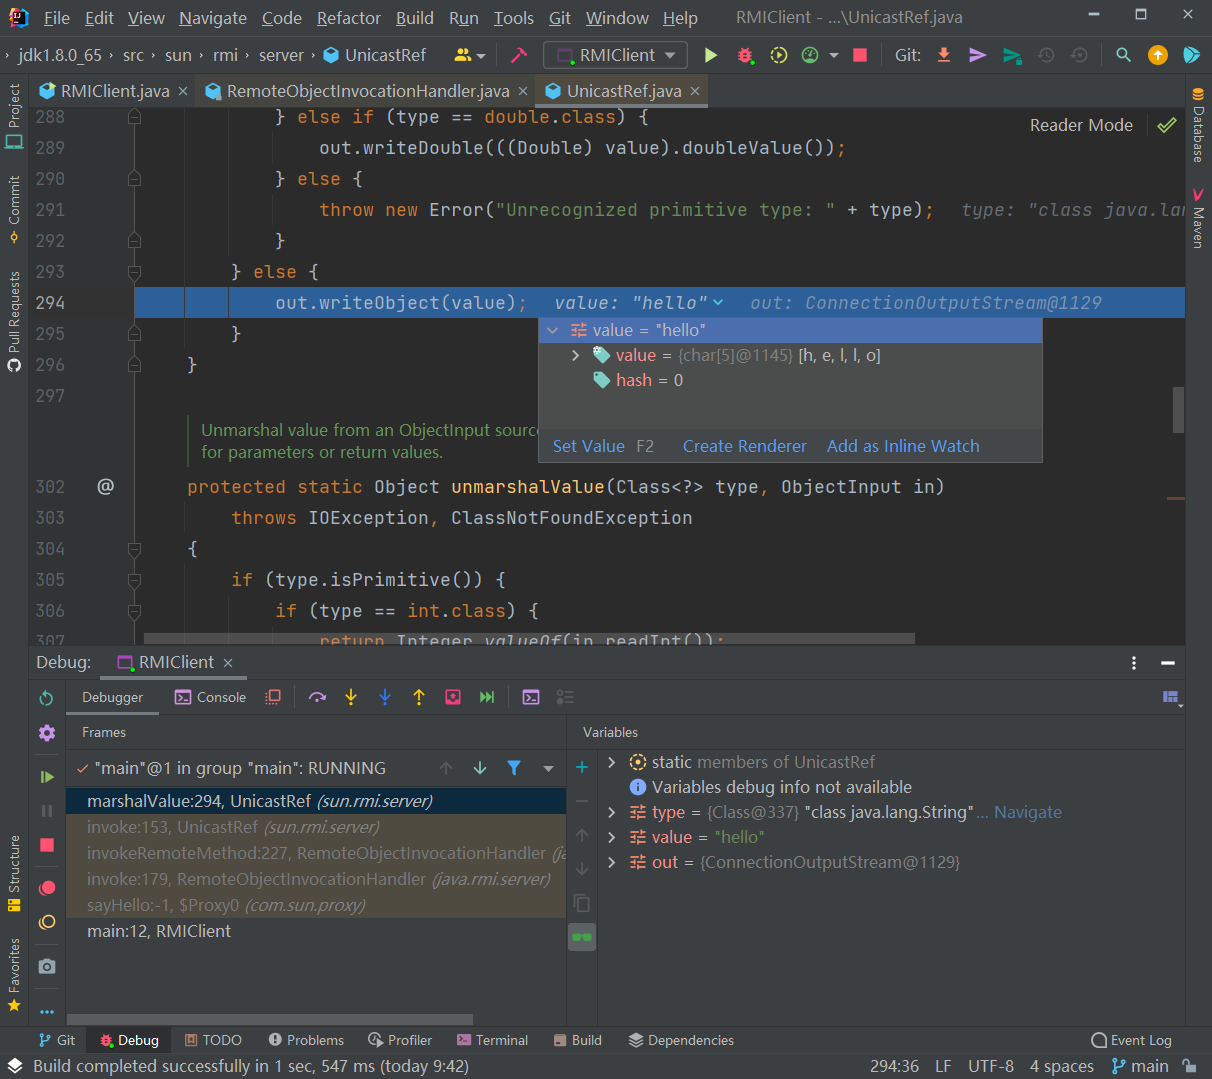 File Edit View Navigate Code Refactor Build Run Tools Git Window Help RMIClient - ...\UnicastRef.java
jdk1.8.0_65 › src › sun › rmi › server › UnicastRef RMIClient Git:
RMIClient.java × RemoteObjectInvocationHandler.java × UnicastRef.java ×
Project
Commit
Pull Requests
Structure
Favorites
Database
Maven
Reader Mode
288 } else if (type == double.class) {
289 out.writeDouble(((Double) value).doubleValue());
290 } else {
291 throw new Error("Unrecognized primitive type: " + type); type: "class java.lan
292 }
293 } else {
294 out.writeObject(value); value: "hello" out: ConnectionOutputStream@1129
295 }
296 }
297
value = "hello"
value = {char[5]@1145} [h, e, l, l, o]
hash = 0
Set Value F2 Create Renderer Add as Inline Watch
Unmarshal value from an ObjectInput source
for parameters or return values.
302 @ protected static Object unmarshalValue(Class<?> type, ObjectInput in)
303 throws IOException, ClassNotFoundException
304 {
305 if (type.isPrimitive()) {
306 if (type == int.class) {
307 return Integer.valueOf(in.readInt());
Debug: RMIClient ×
Debugger Console
Frames
Variables
"main"@1 in group "main": RUNNING
marshalValue:294, UnicastRef (sun.rmi.server)
invoke:153, UnicastRef (sun.rmi.server)
invokeRemoteMethod:227, RemoteObjectInvocationHandler (ja
invoke:179, RemoteObjectInvocationHandler (java.rmi.server)
sayHello:-1, $Proxy0 (com.sun.proxy)
main:12, RMIClient
static members of UnicastRef
Variables debug info not available
type = {Class@337} "class java.lang.String"... Navigate
value = "hello"
out = {ConnectionOutputStream@1129}
Git Debug TODO Problems Profiler Terminal Build Dependencies Event Log
Build completed successfully in 1 sec, 547 ms (today 9:42) 294:36 LF UTF-8 4 spaces main